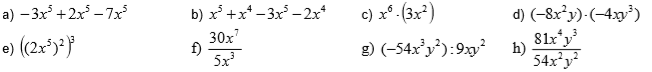 a) −3x⁵ + 2x⁵ − 7x⁵ b) x⁵ + x⁴ − 3x⁵ − 2x⁴ c) x⁶ · (3x²) d) (−8x²y) · (−4xy³)
e) ((2x⁵)²)³ f) 30x⁷/5x³ g) (−54x³y²) : 9xy² h) 81x⁴y³/54x²y²